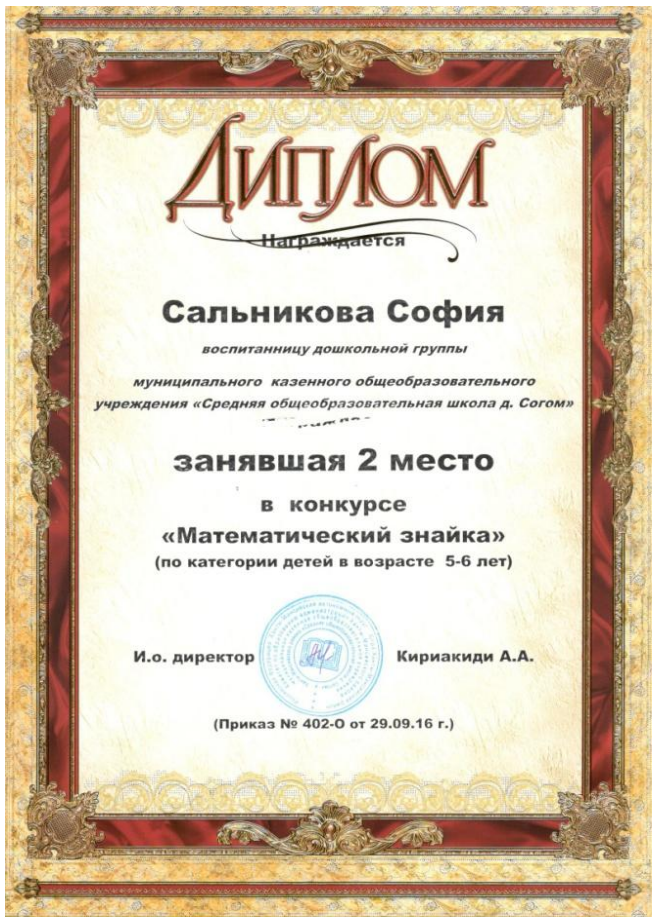 Диплом
Награждается
Сальникова София
воспитанницу дошкольной группы
муниципального казенного общеобразовательного
учреждения «Средняя общеобразовательная школа д. Согом»
занявшая 2 место
в конкурсе
«Математический знайка»
(по категории детей в возрасте 5-6 лет)
И.о. директор Кириакиди А.А.
(Приказ № 402-О от 29.09.16 г.)